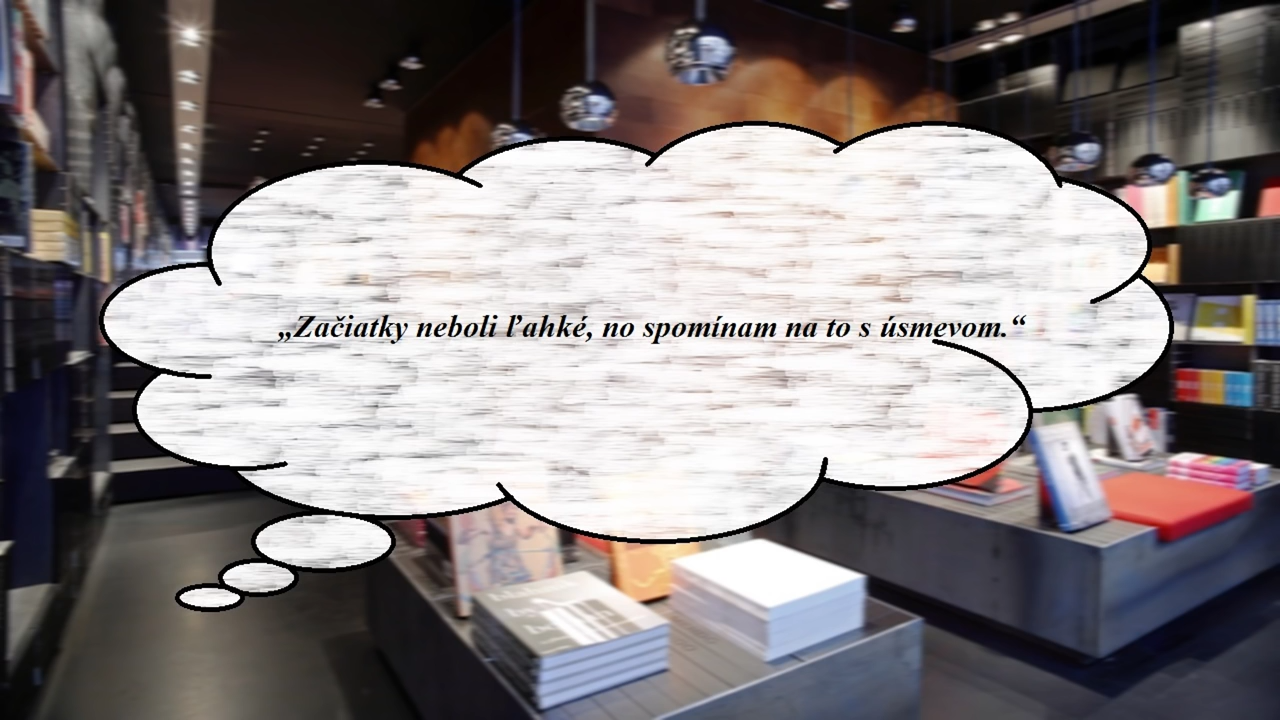 „Začiatky neboli ľahké, no spomínam na to s úsmevom.“